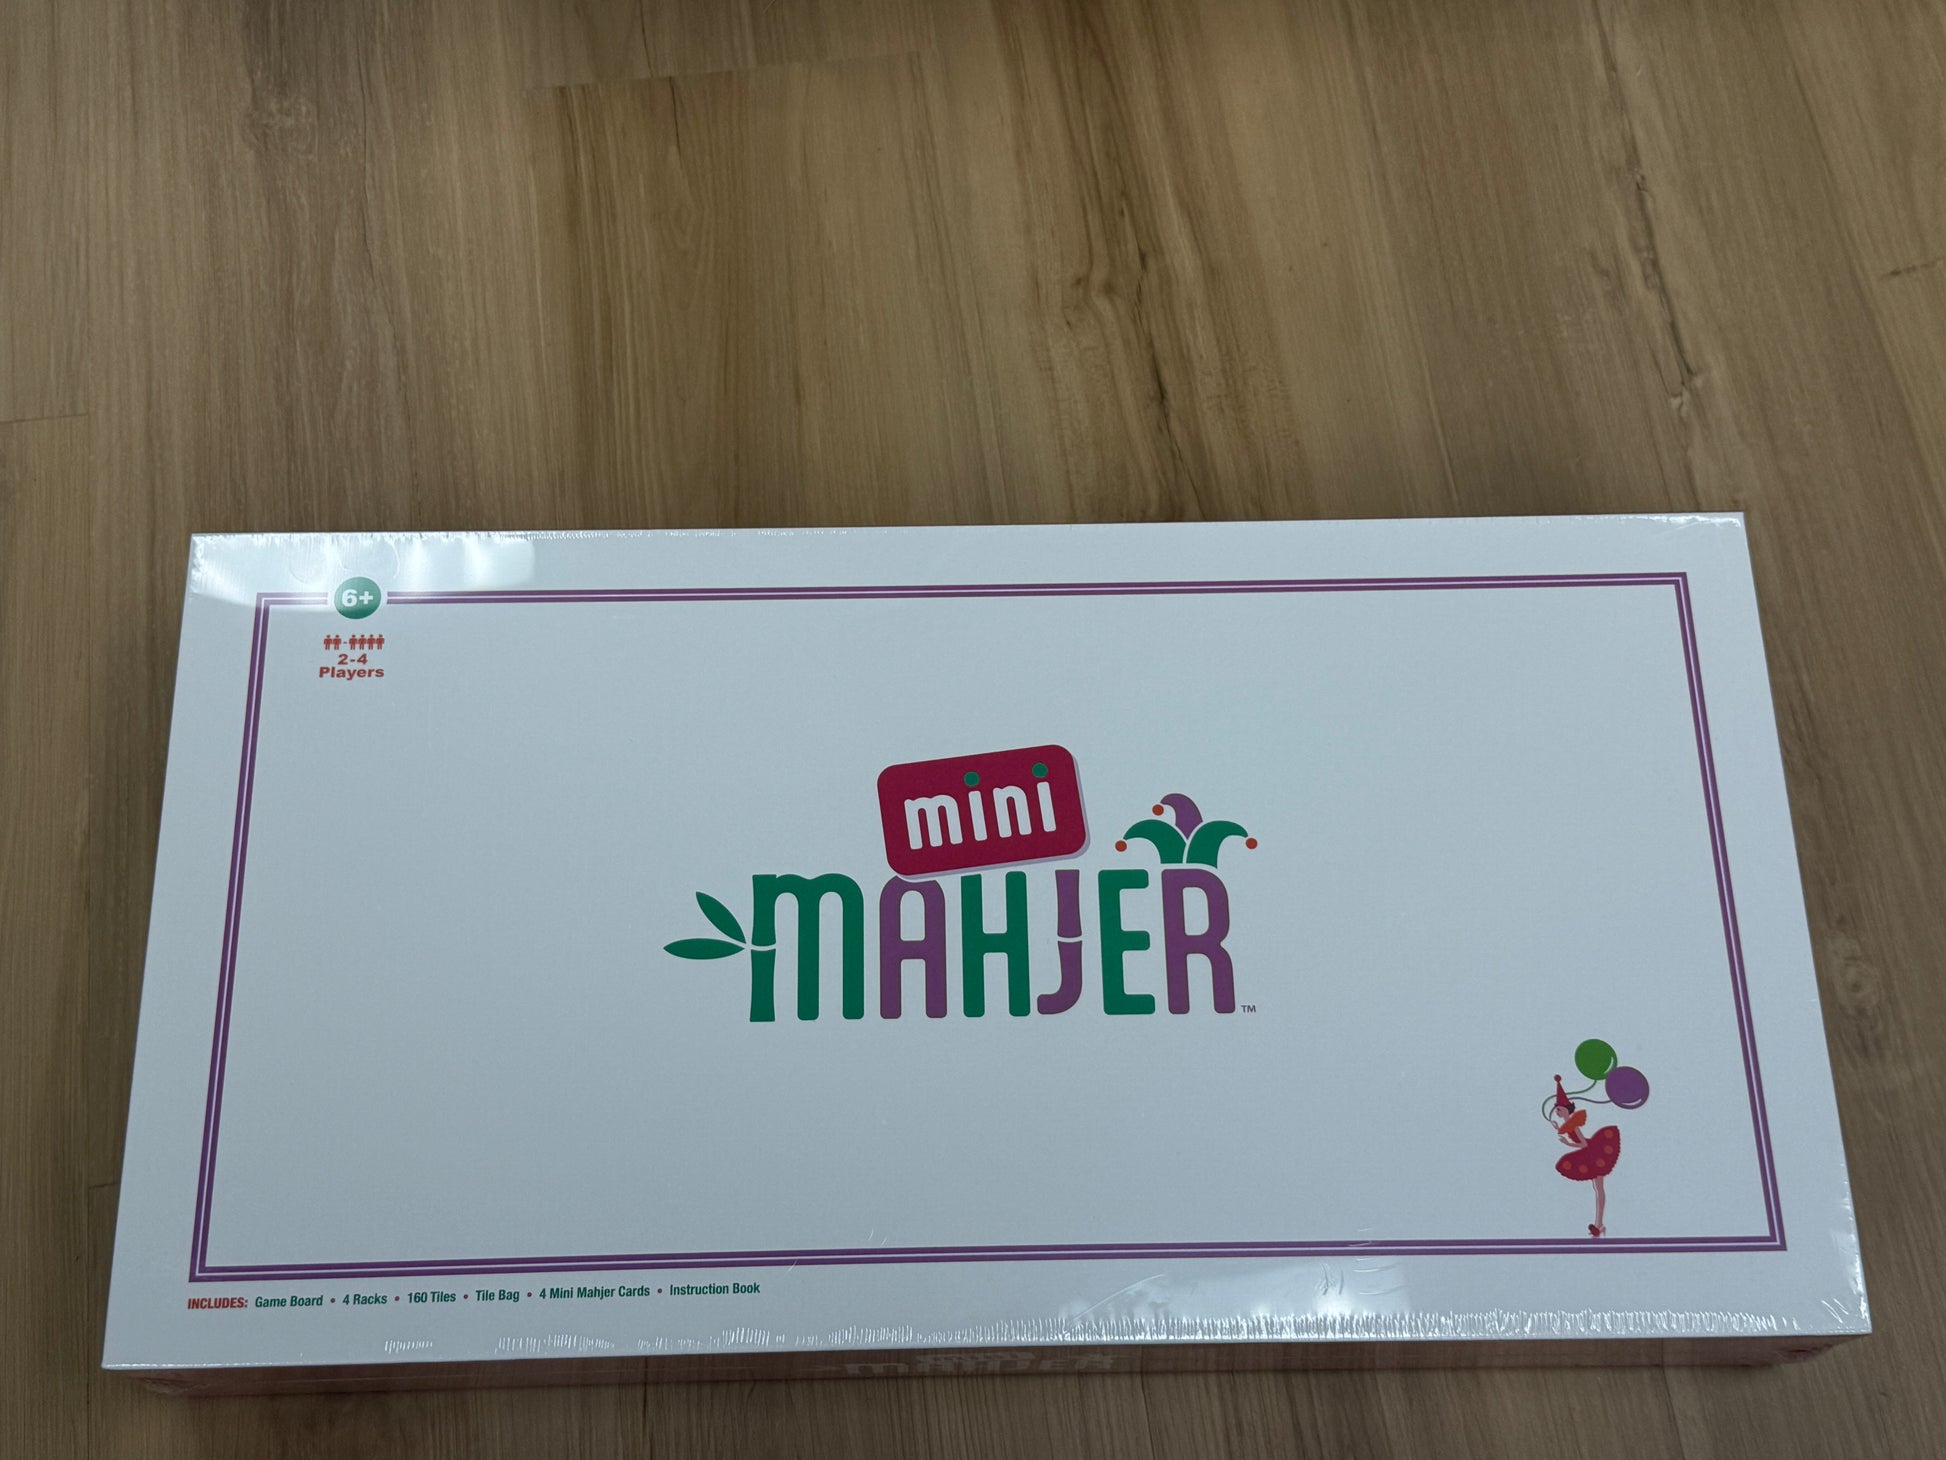 6+
2-4
Players
mini
MAHJER
TM
INCLUDES: Game Board • 4 Racks • 160 Tiles • Tile Bag • 4 Mini Mahjer Cards • Instruction Book
MAHJER